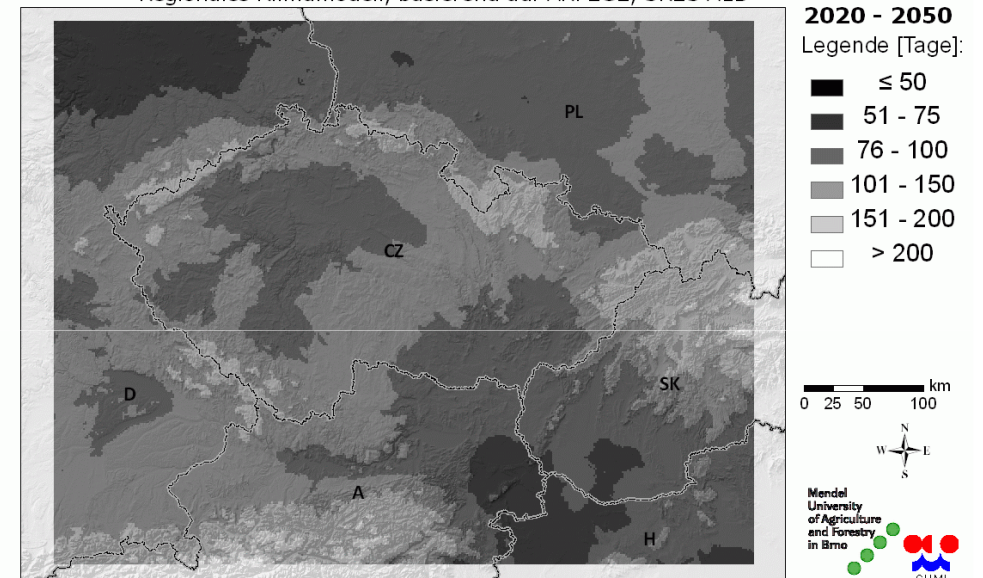 2020 - 2050
Legende [Tage]:
≤ 50
51 - 75
76 - 100
101 - 150
151 - 200
> 200
PL
CZ
D
SK
A
H
km
0 25 50 100
N
W E
S
Mendel
University
of Agriculture
and Forestry
in Brno